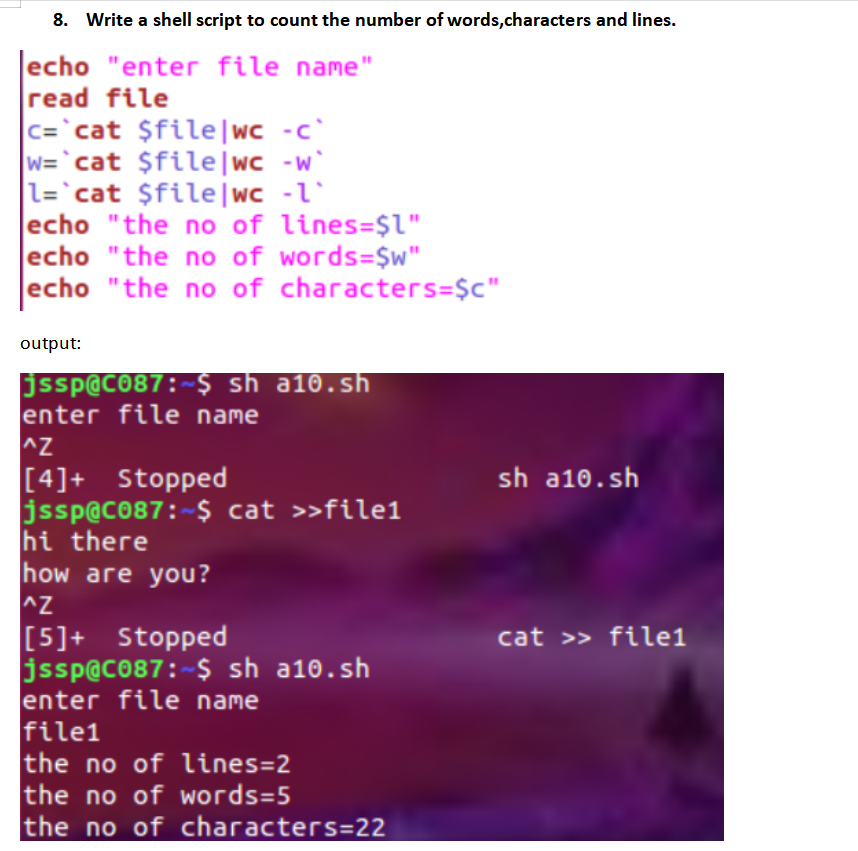 8. Write a shell script to count the number of words,characters and lines.
echo "enter file name"
read file
c=`cat $file|wc -c`
w=`cat $file|wc -w`
l=`cat $file|wc -l`
echo "the no of lines=$l"
echo "the no of words=$w"
echo "the no of characters=$c"
output:
jssp@C087:~$ sh a10.sh
enter file name
^Z
[4]+  Stopped                 sh a10.sh
jssp@C087:~$ cat >>file1
hi there
how are you?
^Z
[5]+  Stopped                 cat >> file1
jssp@C087:~$ sh a10.sh
enter file name
file1
the no of lines=2
the no of words=5
the no of characters=22